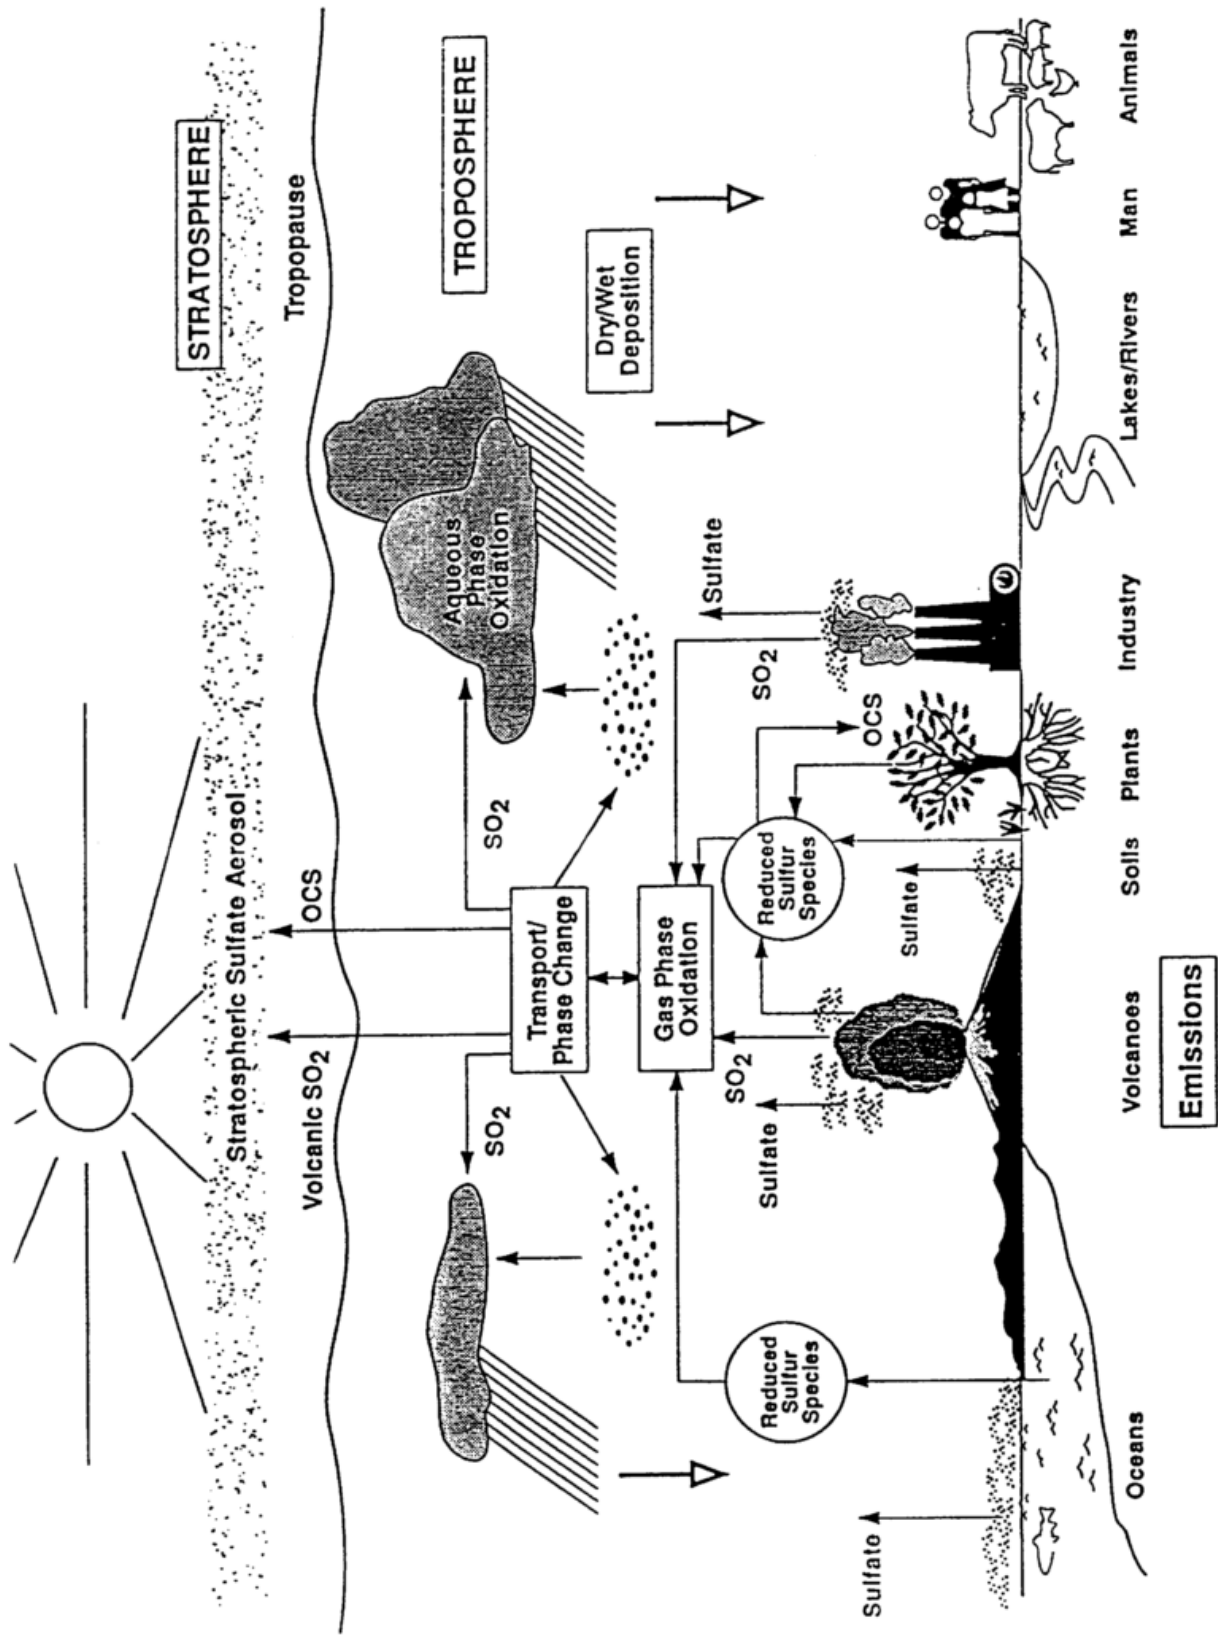 STRATOSPHERE
Stratospheric Sulfate Aerosol
Tropopause
OCS
Volcanic SO2
TROPOSPHERE
Aqueous
Phase
Oxidation
SO2
SO2
Transport/
Phase Change
Dry/Wet
Deposition
Gas Phase
Oxidation
Sulfate
SO2
SO2
Sulfate
Reduced
Sulfur
Species
Reduced
Sulfur
Species
OCS
Sulfate
Sulfate
Oceans
Volcanoes
Soils
Plants
Industry
Lakes/Rivers
Man
Animals
Emissions